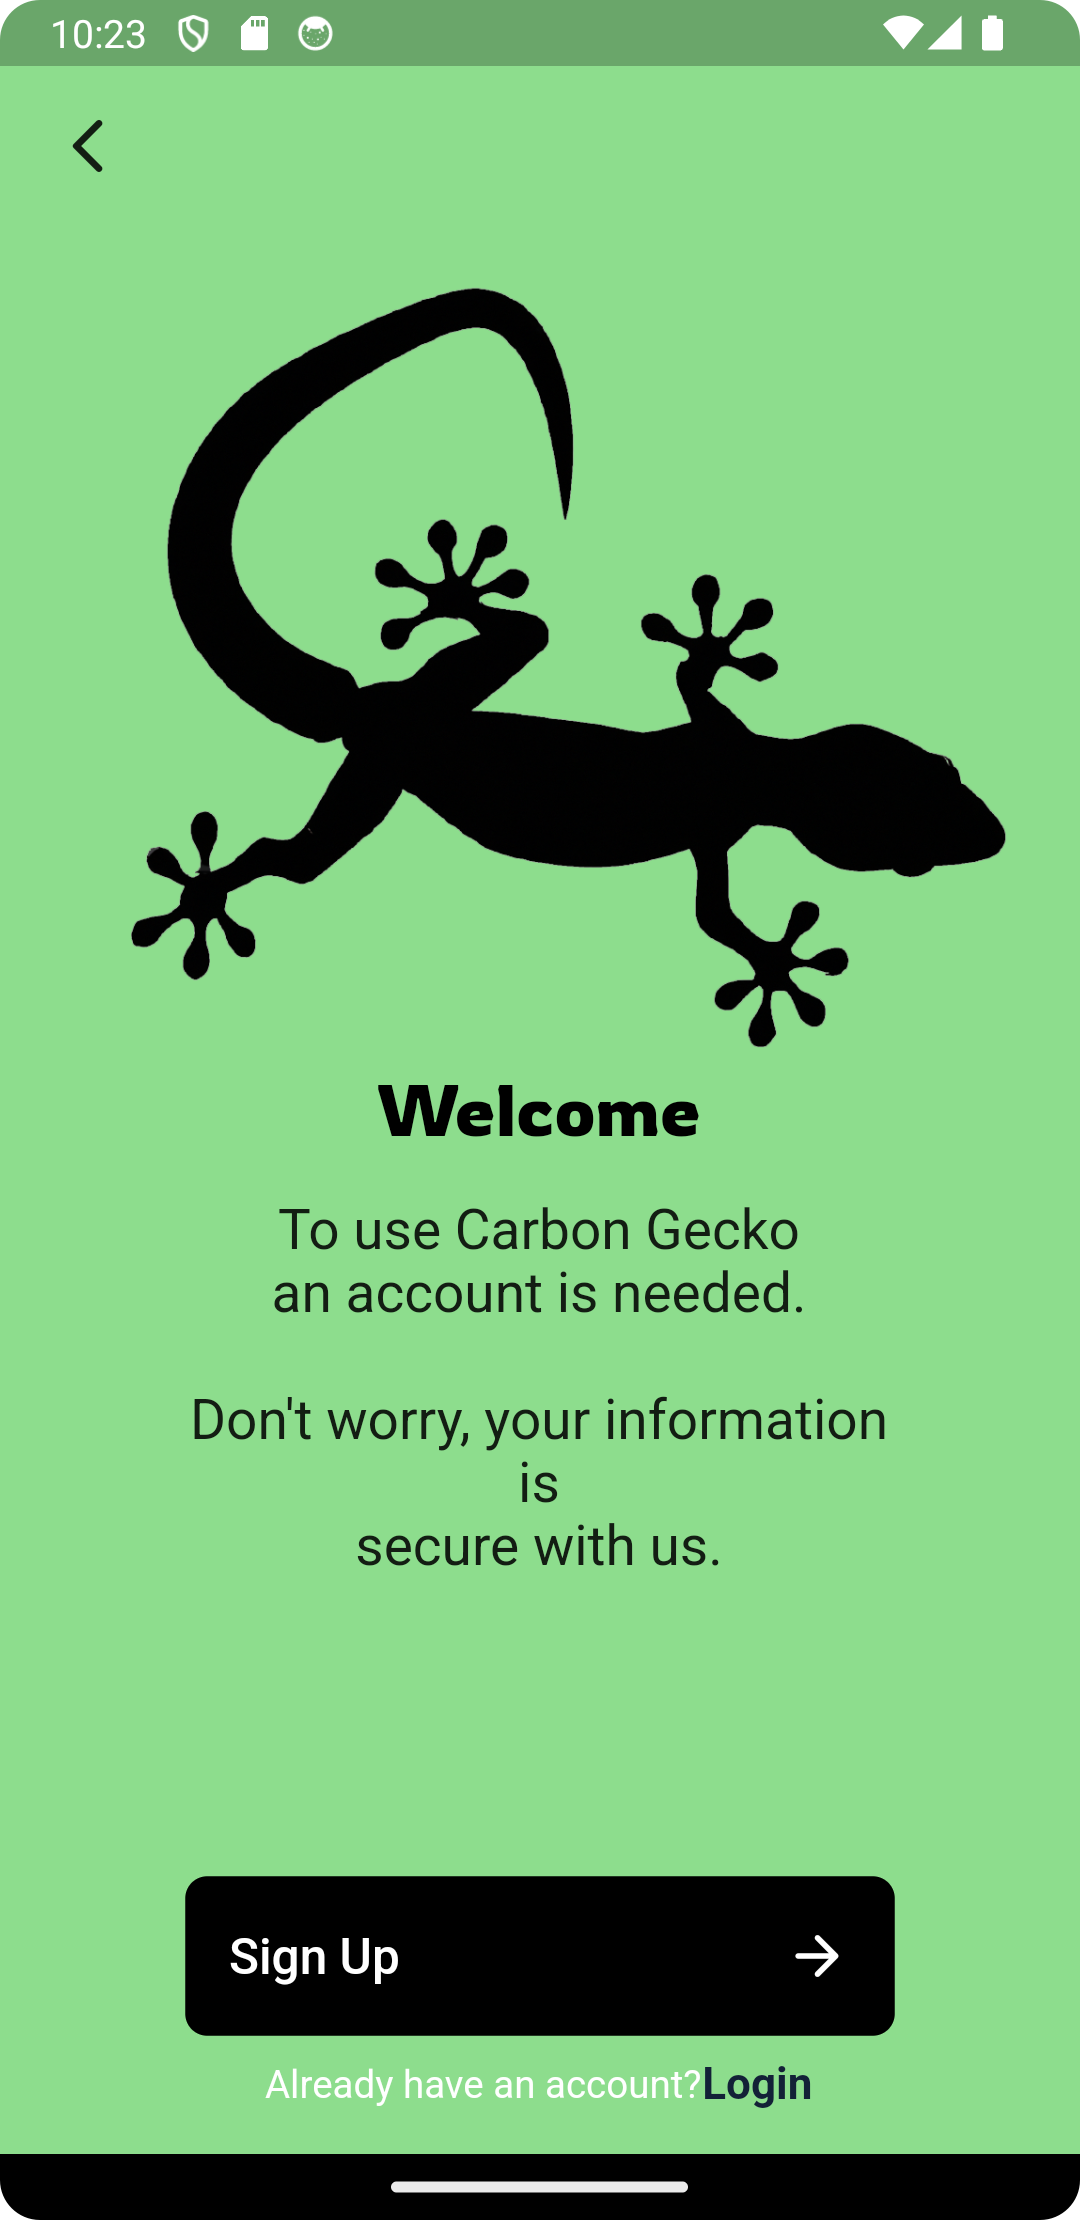 10:23
Welcome
To use Carbon Gecko
an account is needed.
Don't worry, your information
is
secure with us.
Sign Up
Already have an account?Login